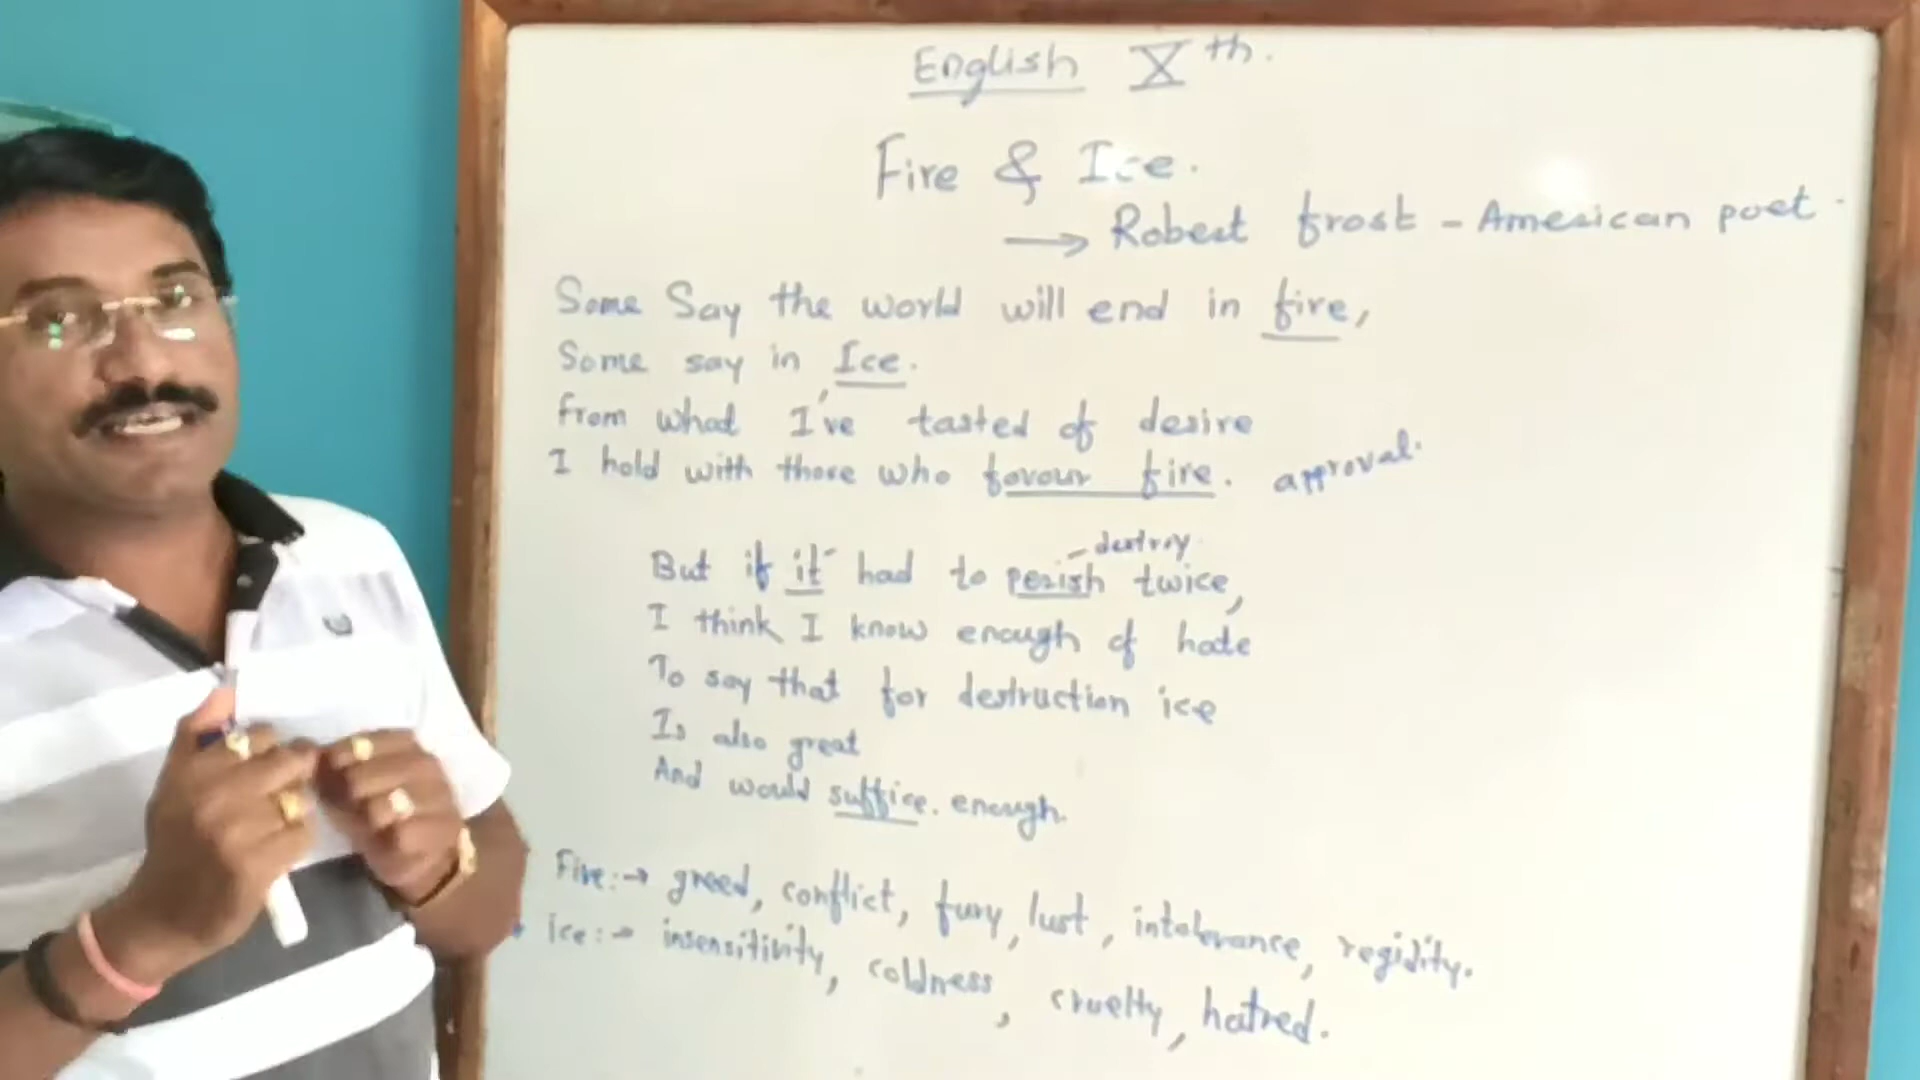 English Xth.
Fire & Ice.
→ Robert frost - American poet.
Some Say the world will end in fire,
Some say in Ice.
from what I've tasted of desire
I hold with those who favour fire. approval.
destroy
But if it had to perish twice,
I think I know enough of hate
To say that for destruction ice
Is also great
And would suffice. enough.
Fire:→ greed, conflict, fury, lust, intolerance, regidity.
ice:→ insensitivity, coldness, cruelty, hatred.